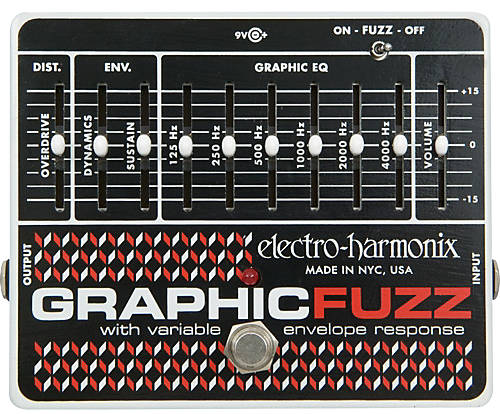 9V +
ON - FUZZ - OFF
DIST.
ENV.
GRAPHIC EQ
OVERDRIVE
DYNAMICS
SUSTAIN
125 Hz
250 Hz
500 Hz
1000 Hz
2000 Hz
4000 Hz
VOLUME
+15
0
-15
OUTPUT
electro-harmonix
MADE IN NYC, USA
INPUT
GRAPHICFUZZ
with variable envelope response